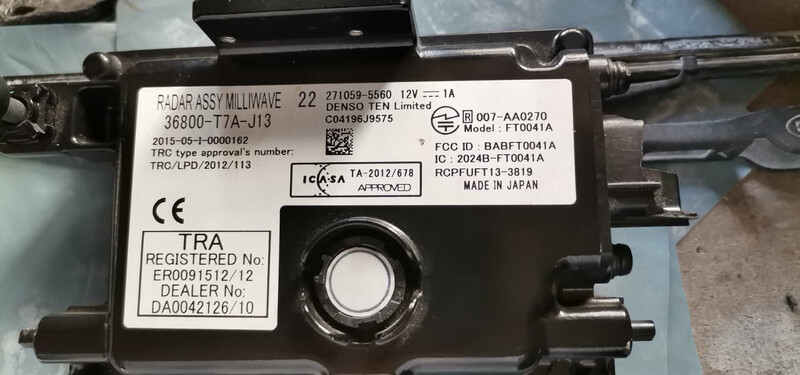 RADAR ASSY MILLIWAVE 22
36800-T7A-J13
2015-05-I-0000162
TRC type approval's number:
TRC/LPD/2012/113
CE
TRA
REGISTERED No:
ER0091512/12
DEALER No:
DA0042126/10
271059-5560 12V 1A
DENSO TEN Limited
C04196J9575
ICASA
TA-2012/678
APPROVED
R 007-AA0270
Model: FT0041A
FCC ID : BABFT0041A
IC : 2024B-FT0041A
RCPFUFT13-3819
MADE IN JAPAN